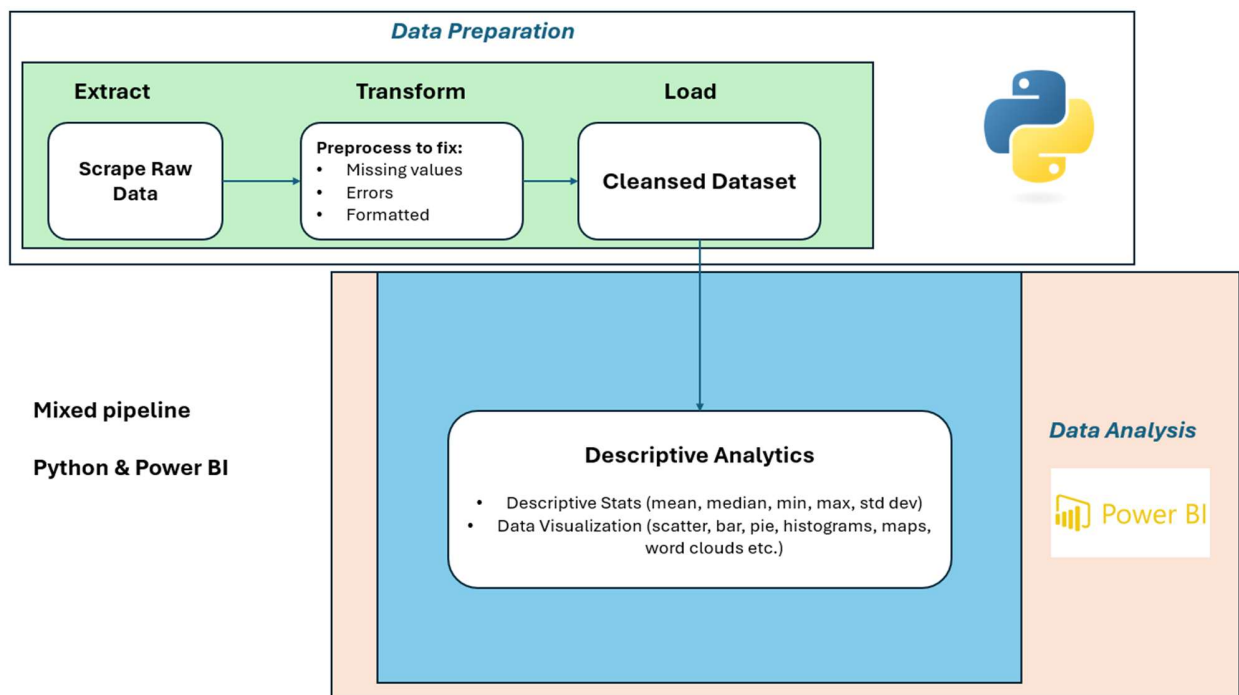 Data Preparation
Extract
Transform
Load
Scrape Raw
Data
Preprocess to fix:
• Missing values
• Errors
• Formatted
Cleansed Dataset
Mixed pipeline
Python & Power BI
Descriptive Analytics
• Descriptive Stats (mean, median, min, max, std dev)
• Data Visualization (scatter, bar, pie, histograms, maps,
word clouds etc.)
Data Analysis
Power BI